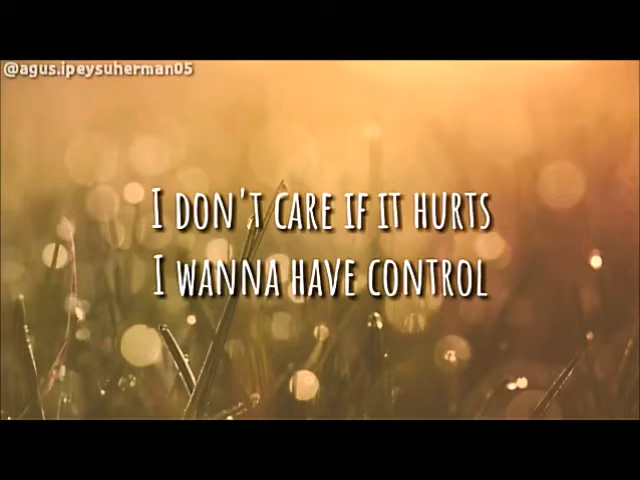 @agus.ipeysuherman05
I DON'T CARE IF IT HURTS
I WANNA HAVE CONTROL